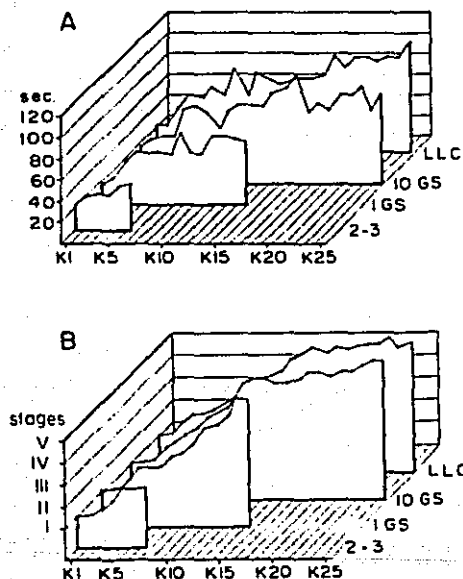 A
sec.
120
100
80
60
40
20
K1 K5 K10 K15 K20 K25
2-3
1 GS
10 GS
LLC
B
stages
V
IV
III
II
I
K1 K5 K10 K15 K20 K25
2-3
1 GS
10 GS
LLC